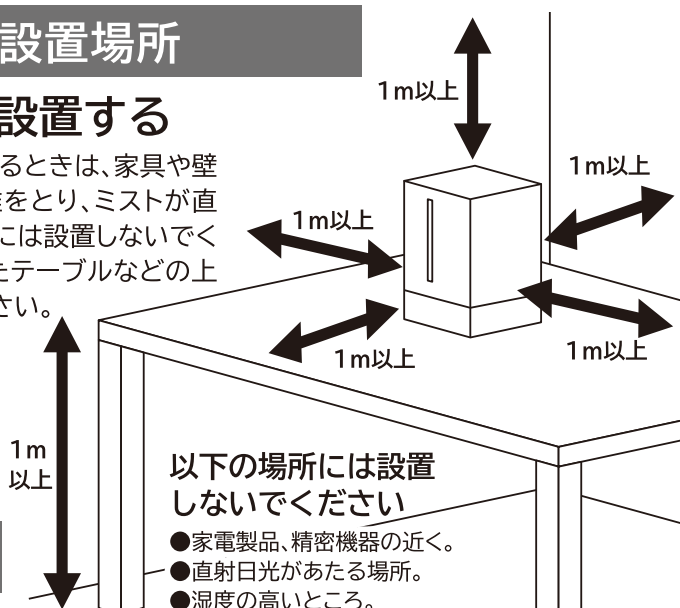 設置場所
設置する
るときは、家具や壁
をとり、ミストが直
には設置しないでく
たテーブルなどの上
さい。
1m以上
1m以上
1m以上
1m以上
1m以上
1m
以上
以下の場所には設置
しないでください
●家電製品、精密機器の近く。
●直射日光があたる場所。
●湿度の高いところ。